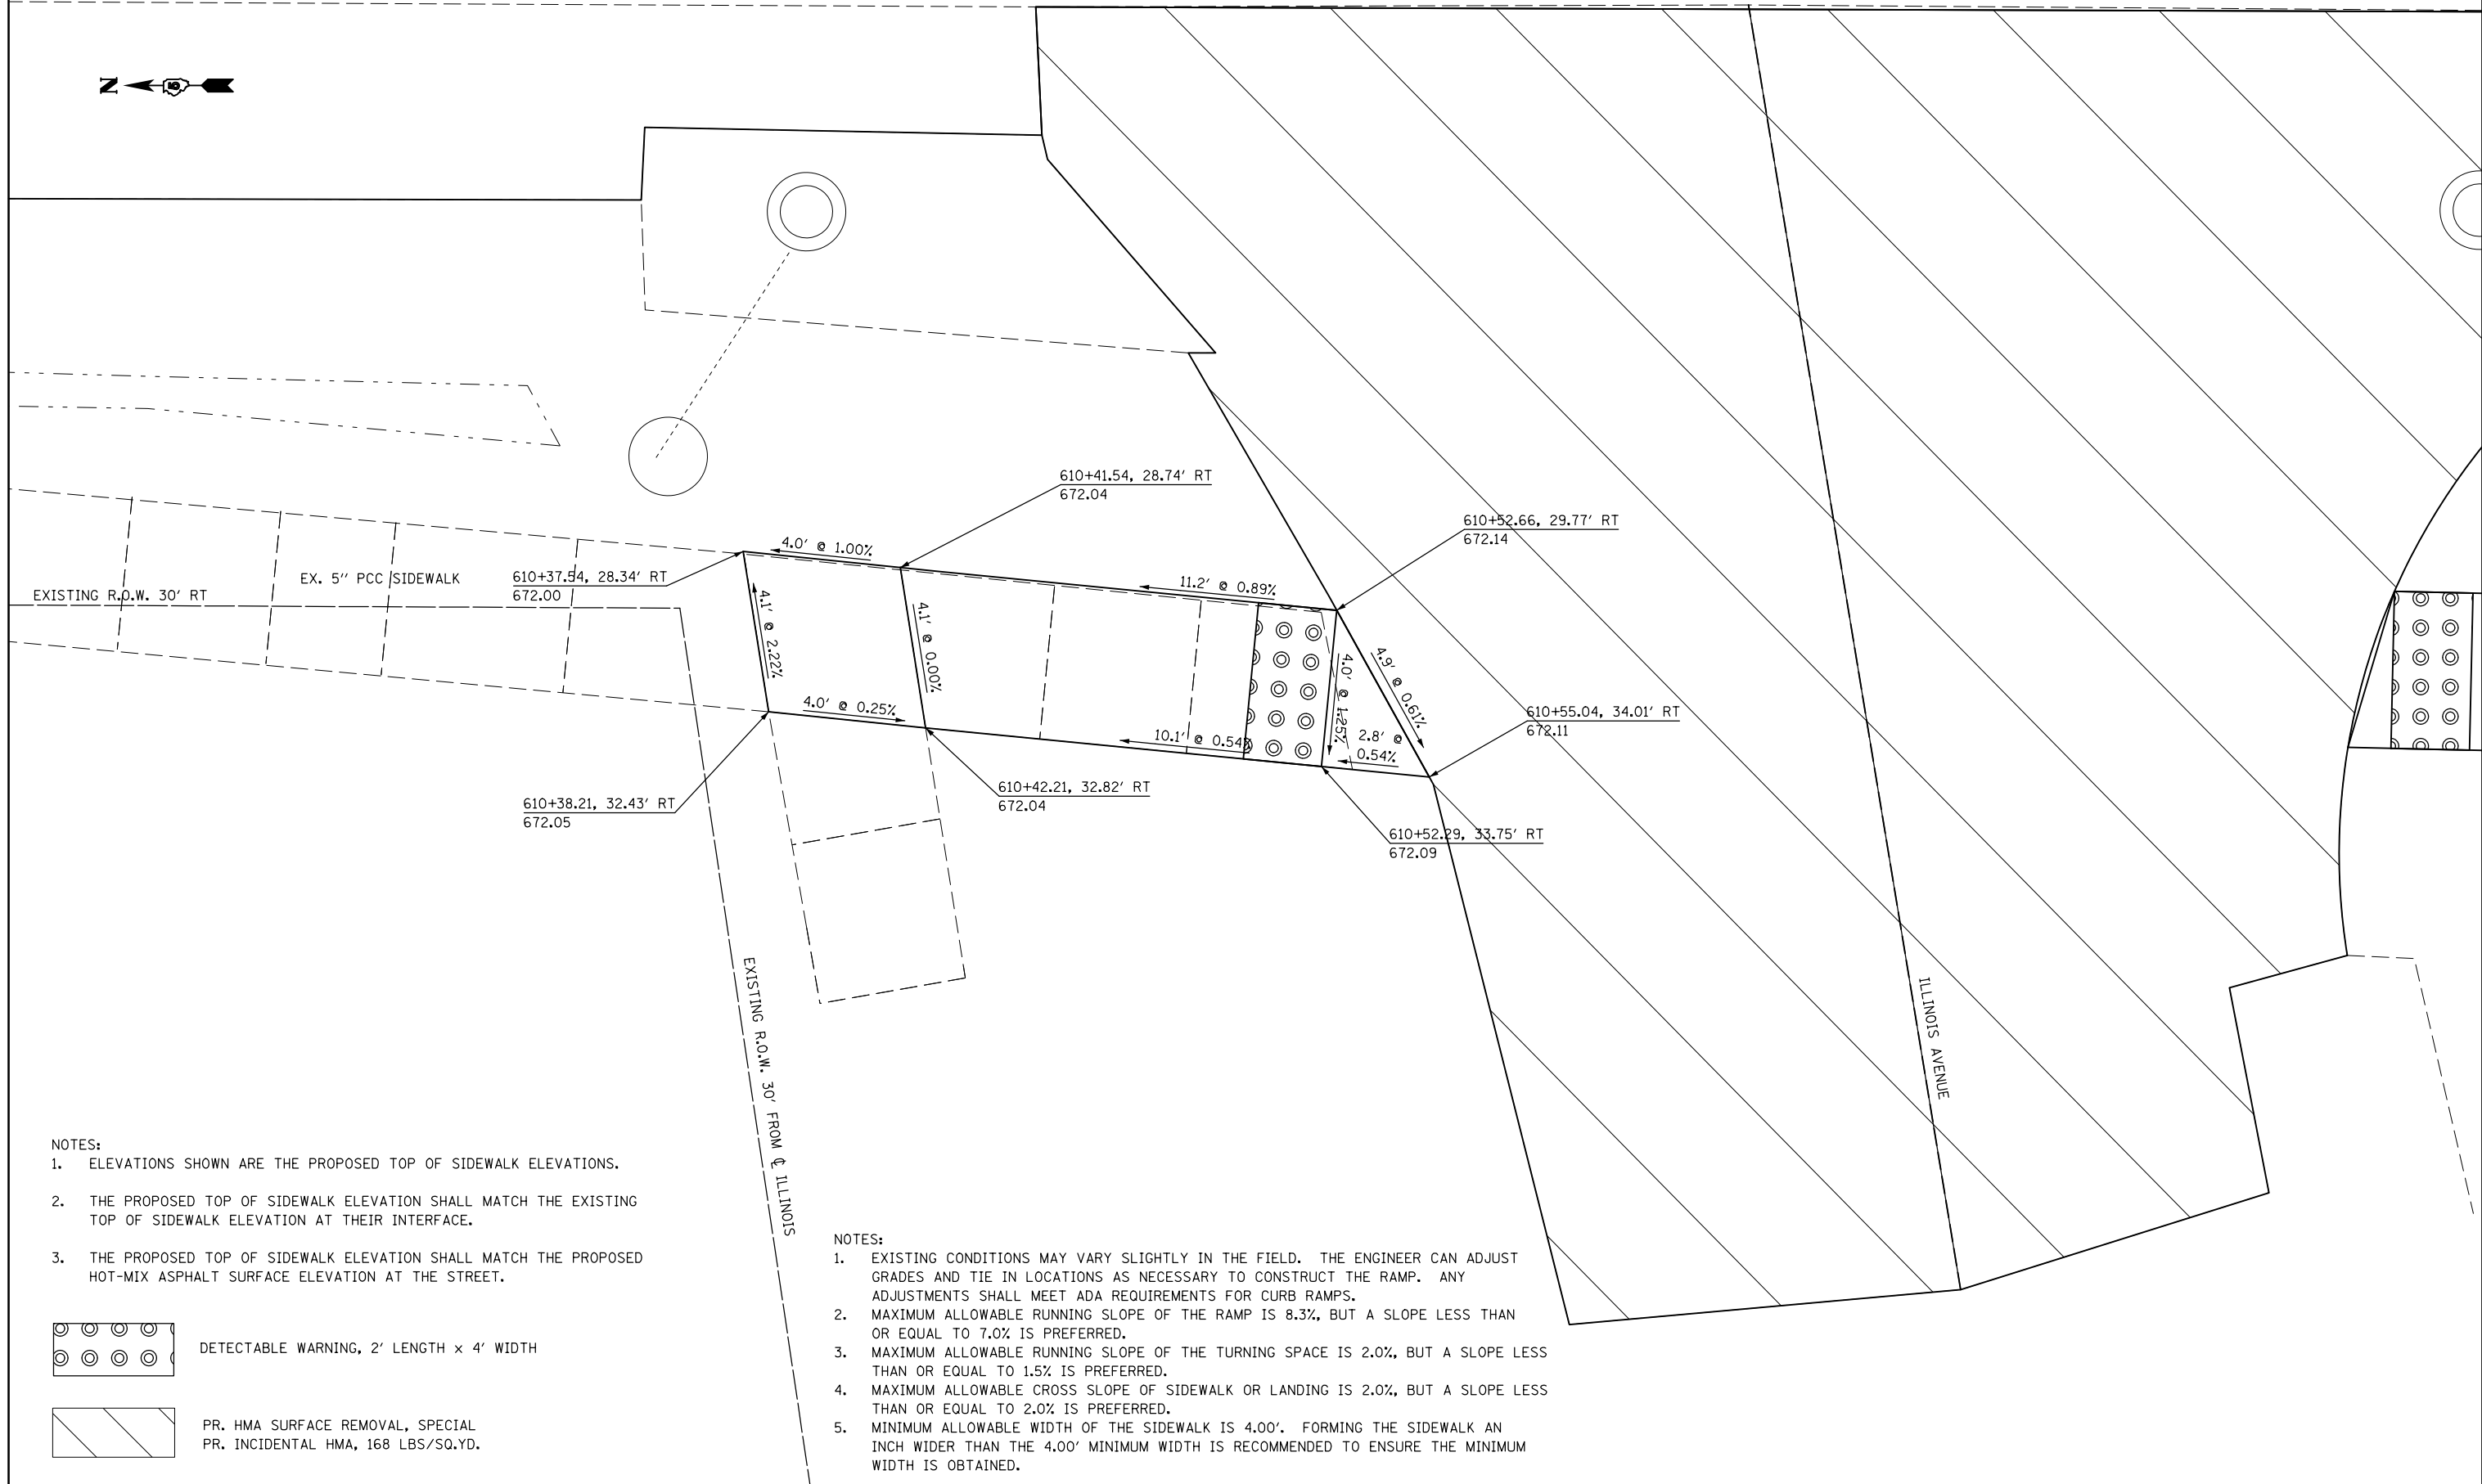 N
610+41.54, 28.74' RT
672.04
610+52.66, 29.77' RT
672.14
4.0' @ 1.00%
EX. 5'' PCC SIDEWALK
610+37.54, 28.34' RT
672.00
11.2' @ 0.89%
EXISTING R.O.W. 30' RT
4.1' @ 2.22%
4.1' @ 0.00%
4.0' @ 1.25%
4.9' @ 0.61%
4.0' @ 0.25%
10.1' @ 0.54%
2.8' @
0.54%
610+55.04, 34.01' RT
672.11
610+38.21, 32.43' RT
672.05
610+42.21, 32.82' RT
672.04
610+52.29, 33.75' RT
672.09
EXISTING R.O.W. 30' FROM ℄ ILLINOIS
ILLINOIS AVENUE
NOTES:
1. ELEVATIONS SHOWN ARE THE PROPOSED TOP OF SIDEWALK ELEVATIONS.
2. THE PROPOSED TOP OF SIDEWALK ELEVATION SHALL MATCH THE EXISTING
TOP OF SIDEWALK ELEVATION AT THEIR INTERFACE.
3. THE PROPOSED TOP OF SIDEWALK ELEVATION SHALL MATCH THE PROPOSED
HOT-MIX ASPHALT SURFACE ELEVATION AT THE STREET.
DETECTABLE WARNING, 2' LENGTH x 4' WIDTH
PR. HMA SURFACE REMOVAL, SPECIAL
PR. INCIDENTAL HMA, 168 LBS/SQ.YD.
NOTES:
1. EXISTING CONDITIONS MAY VARY SLIGHTLY IN THE FIELD. THE ENGINEER CAN ADJUST
GRADES AND TIE IN LOCATIONS AS NECESSARY TO CONSTRUCT THE RAMP. ANY
ADJUSTMENTS SHALL MEET ADA REQUIREMENTS FOR CURB RAMPS.
2. MAXIMUM ALLOWABLE RUNNING SLOPE OF THE RAMP IS 8.3%, BUT A SLOPE LESS THAN
OR EQUAL TO 7.0% IS PREFERRED.
3. MAXIMUM ALLOWABLE RUNNING SLOPE OF THE TURNING SPACE IS 2.0%, BUT A SLOPE LESS
THAN OR EQUAL TO 1.5% IS PREFERRED.
4. MAXIMUM ALLOWABLE CROSS SLOPE OF SIDEWALK OR LANDING IS 2.0%, BUT A SLOPE LESS
THAN OR EQUAL TO 2.0% IS PREFERRED.
5. MINIMUM ALLOWABLE WIDTH OF THE SIDEWALK IS 4.00'. FORMING THE SIDEWALK AN
INCH WIDER THAN THE 4.00' MINIMUM WIDTH IS RECOMMENDED TO ENSURE THE MINIMUM
WIDTH IS OBTAINED.